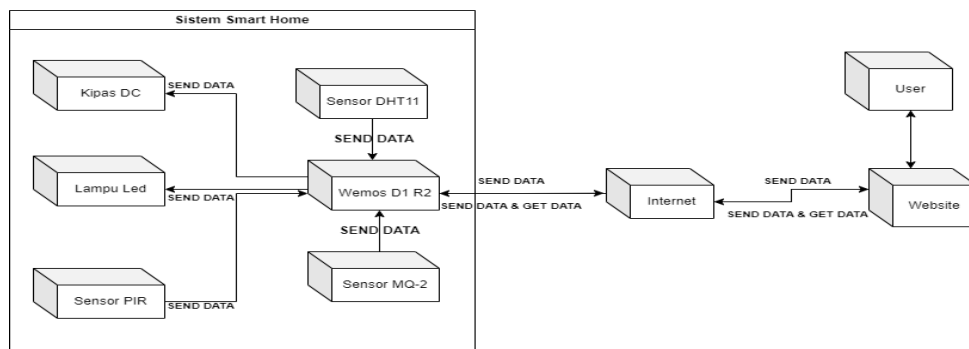 Sistem Smart Home
Kipas DC
SEND DATA
Sensor DHT11
SEND DATA
Lampu Led
SEND DATA
Wemos D1 R2
SEND DATA
SEND DATA & GET DATA
Internet
SEND DATA
SEND DATA & GET DATA
User
Website
SEND DATA
Sensor MQ-2
Sensor PIR
SEND DATA